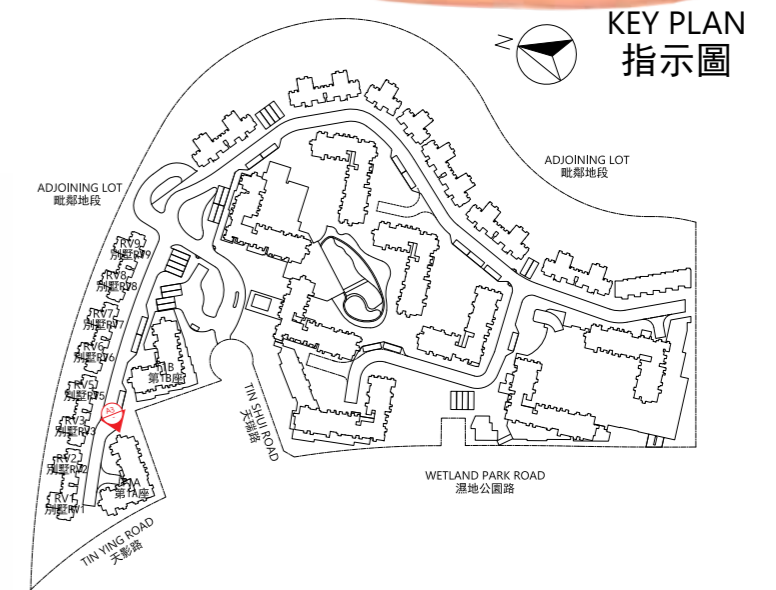 KEY PLAN
指示圖
N
ADJOINING LOT
毗鄰地段
ADJOINING LOT
毗鄰地段
RV9
別墅RV9
RV8
別墅RV8
RV7
別墅RV7
RV6
別墅RV6
RV5
別墅RV5
RV3
別墅RV3
RV2
別墅RV2
RV1
別墅RV1
T1B
第1B座
T1A
第1A座
TIN SHUI ROAD
天瑞路
WETLAND PARK ROAD
濕地公園路
TIN YING ROAD
天影路